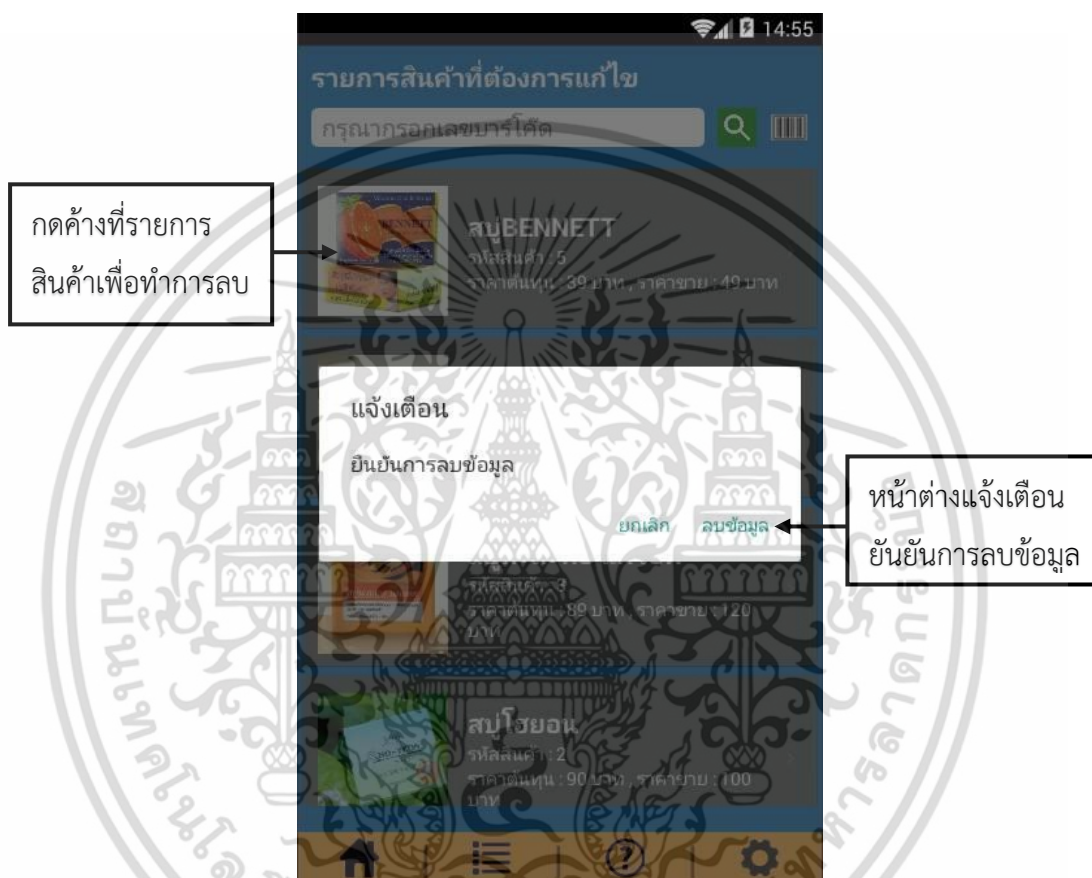 14:55
รายการสินค้าที่ต้องการแก้ไข
กรุณากรอกเลขบาร์โค๊ด
กดค้างที่รายการ
สินค้าเพื่อทำการลบ
BENNETT
สบู่BENNETT
รหัสสินค้า : 5
ราคาต้นทุน : 39 บาท , ราคาขาย : 49 บาท
แจ้งเตือน
ยืนยันการลบข้อมูล
ยกเลิก
ลบข้อมูล
หน้าต่างแจ้งเตือน
ยันยันการลบข้อมูล
รหัสสินค้า : 3
ราคาต้นทุน : 89 บาท , ราคาขาย : 120
บาท
สบู่โฮยอน
รหัสสินค้า : 2
ราคาต้นทุน : 90 บาท , ราคาขาย : 100
บาท